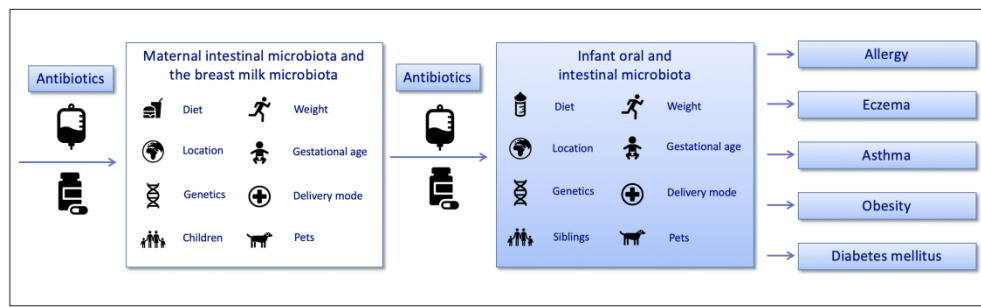 Antibiotics
Maternal intestinal microbiota and
the breast milk microbiota
Diet
Weight
Location
Gestational age
Genetics
Delivery mode
Children
Pets
Antibiotics
Infant oral and
intestinal microbiota
Diet
Weight
Location
Gestational age
Genetics
Delivery mode
Siblings
Pets
Allergy
Eczema
Asthma
Obesity
Diabetes mellitus